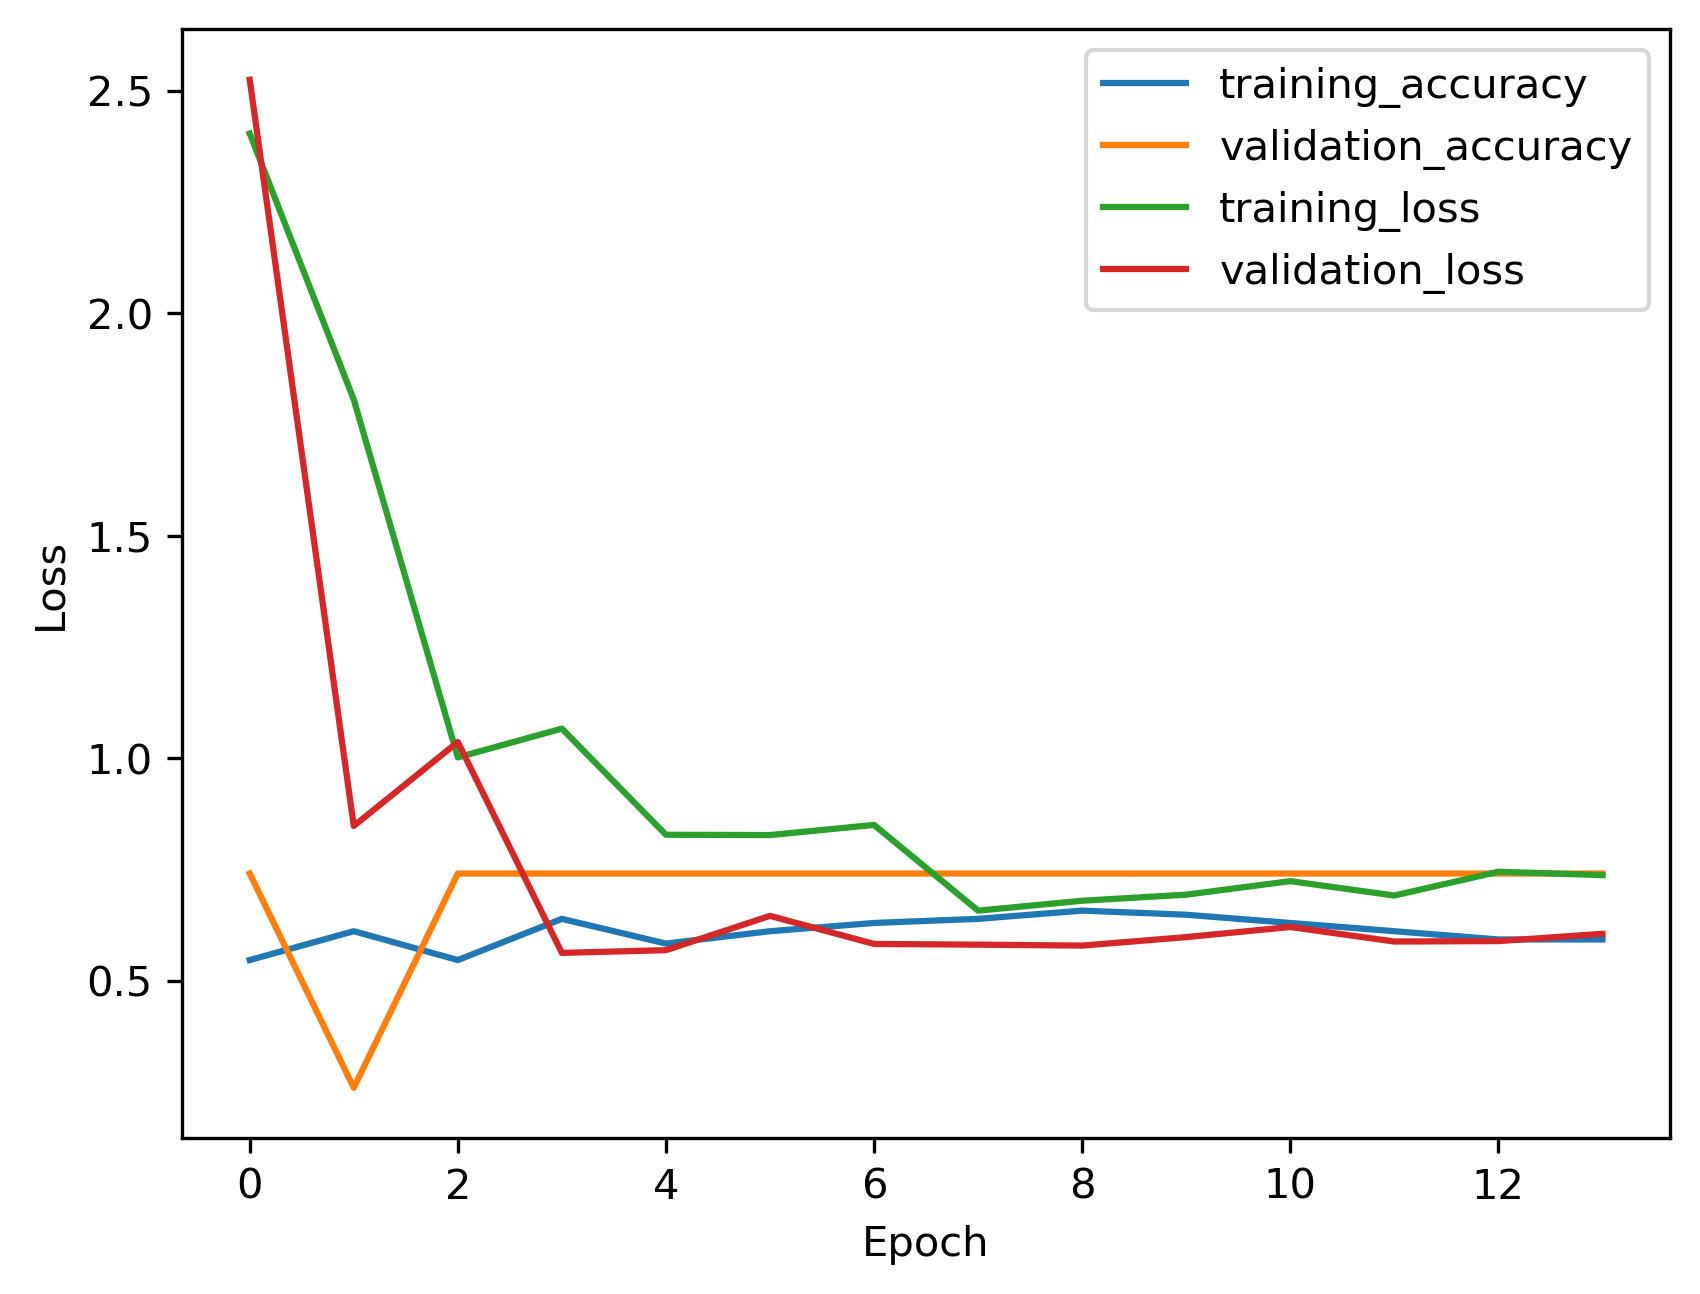 training_accuracy
validation_accuracy
training_loss
validation_loss
2.5
2.0
1.5
1.0
0.5
Loss
0 2 4 6 8 10 12
Epoch